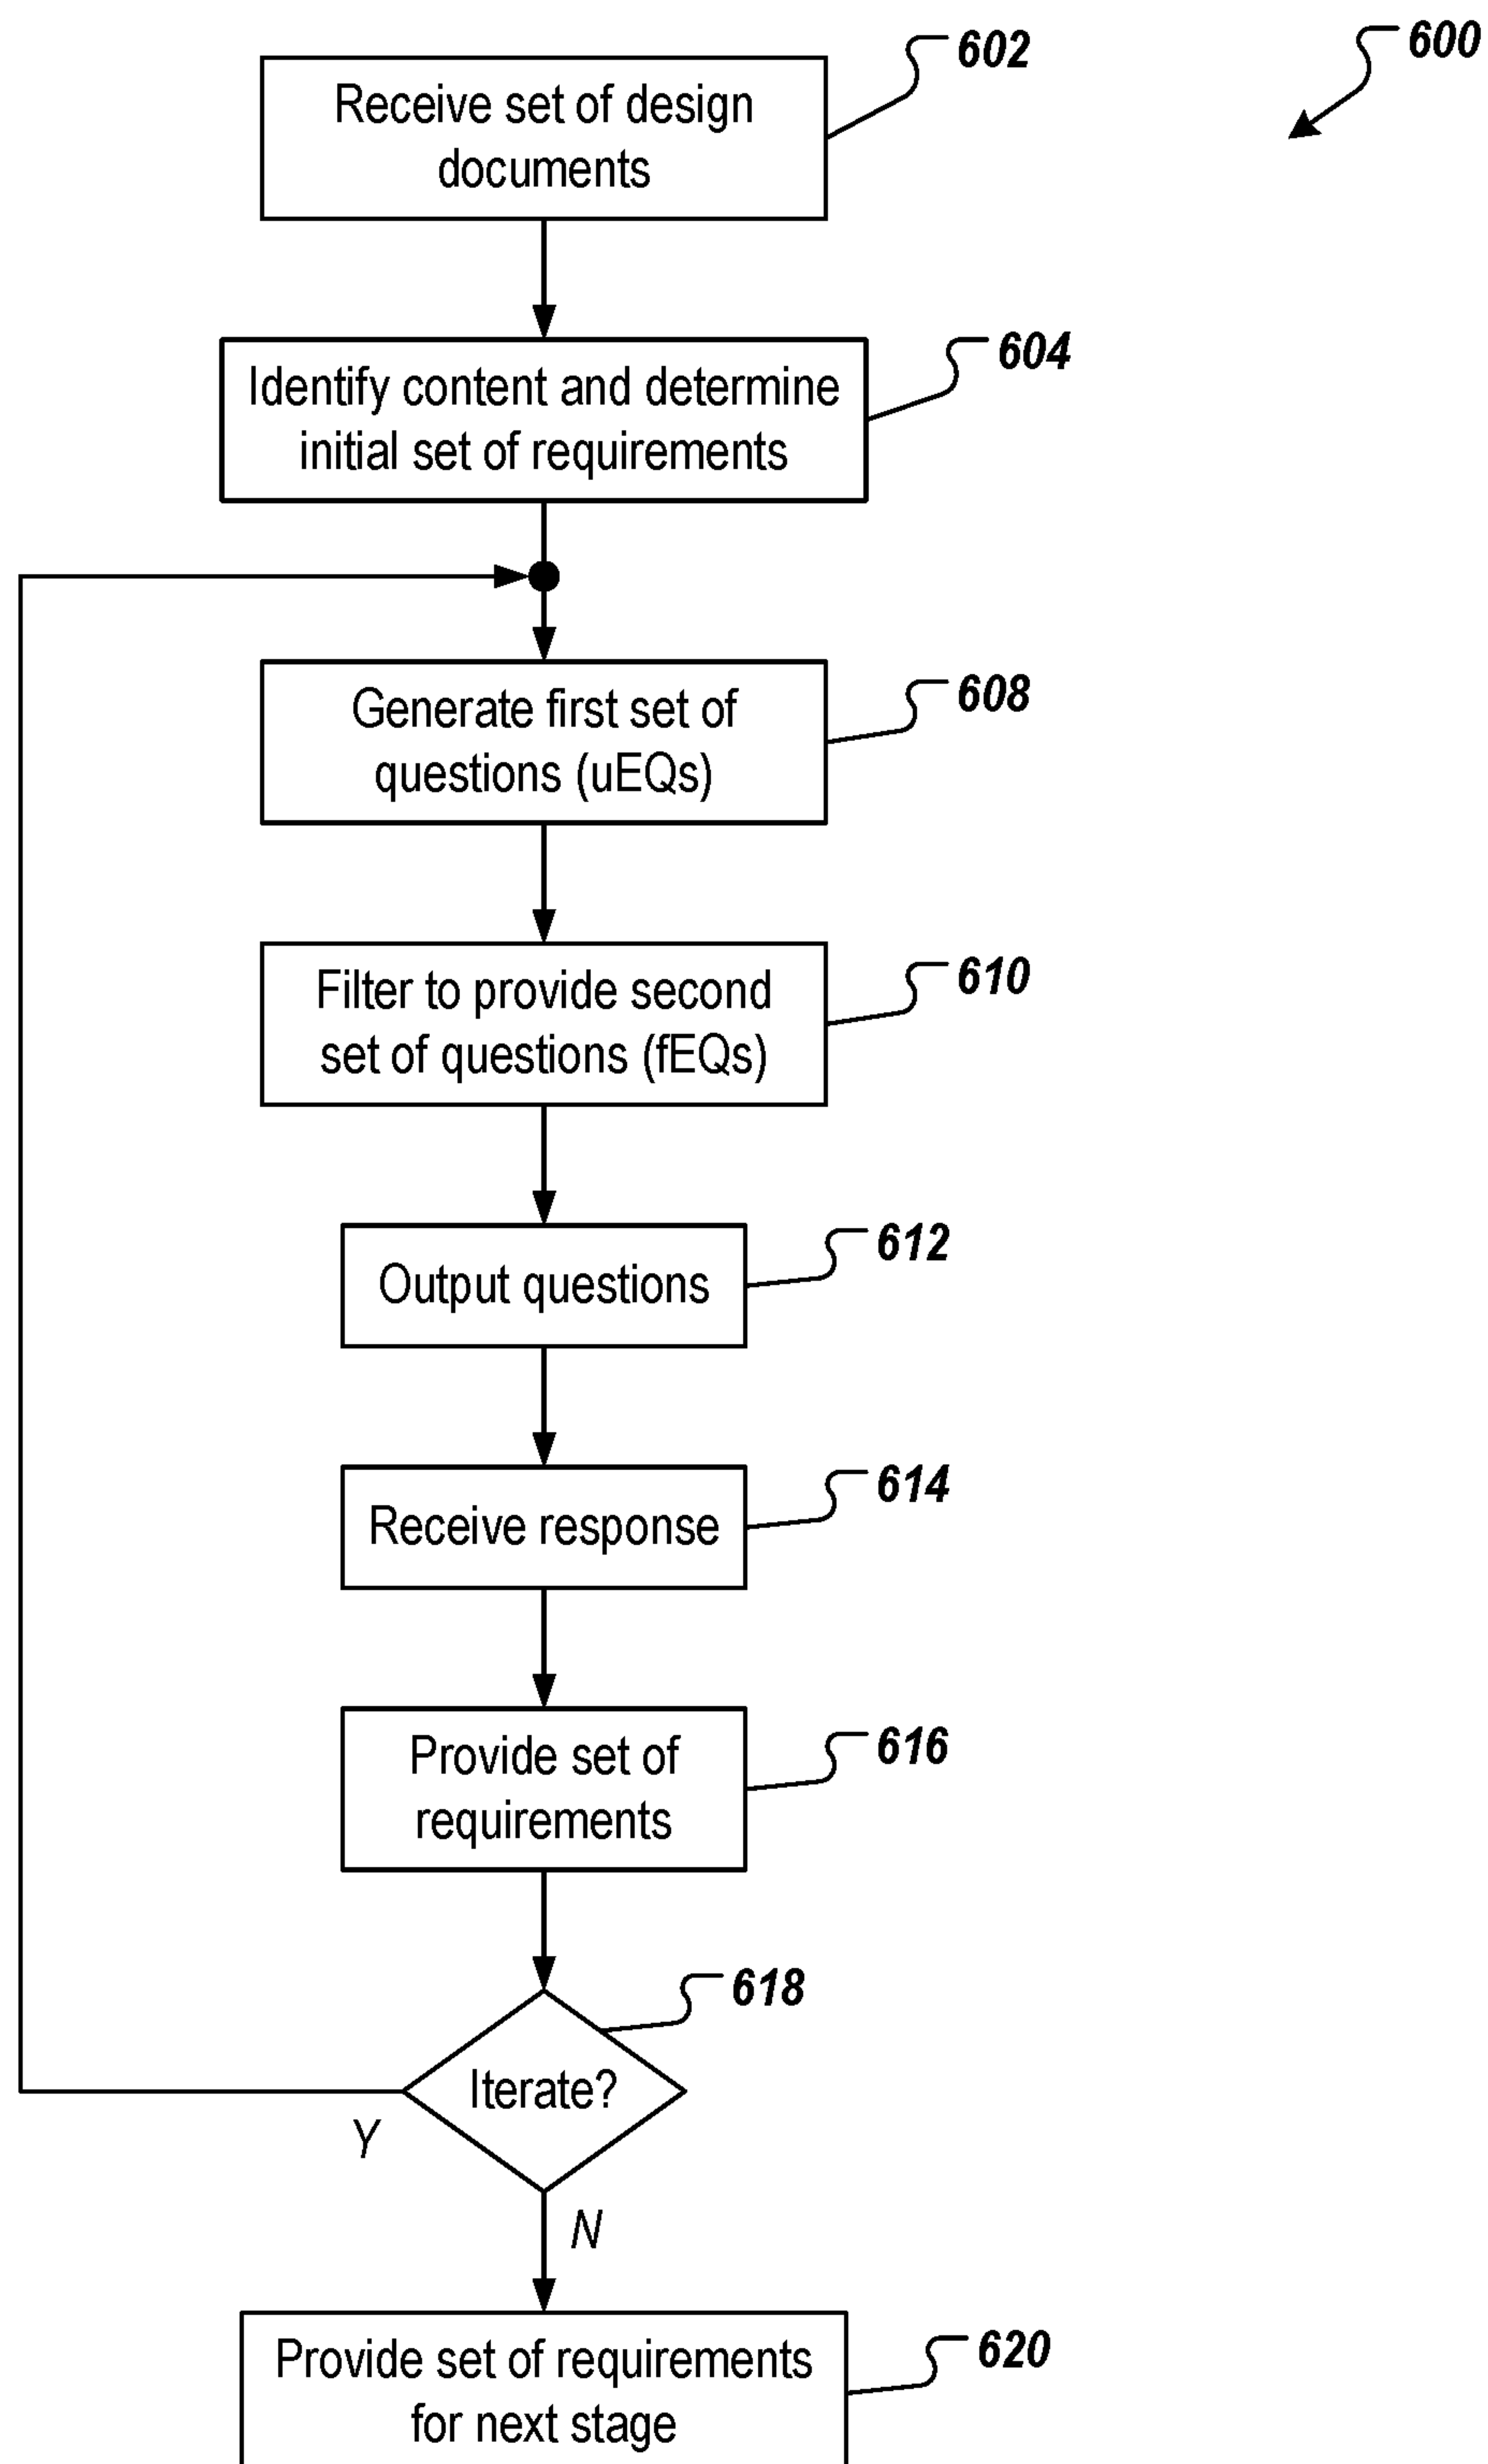 600
602
Receive set of design
documents
604
Identify content and determine
initial set of requirements
608
Generate first set of
questions (uEQs)
610
Filter to provide second
set of questions (fEQs)
612
Output questions
614
Receive response
616
Provide set of
requirements
618
Iterate?
Y
N
620
Provide set of requirements
for next stage